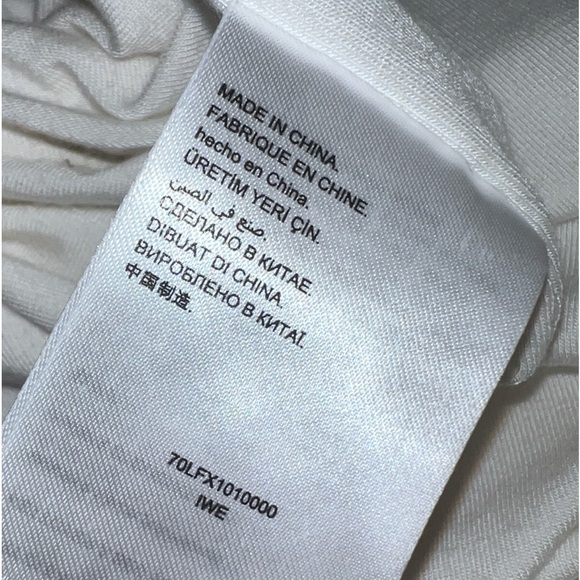 MADE IN CHINA.
FABRIQUE EN CHINE.
hecho en China.
ÜRETİM YERİ ÇİN.
صنع في الصين.
СДЕЛАНО В КИТАЕ.
DiBUAT DI CHINA.
ВИРОБЛЕНО В КИТАЇ.
中国制造.
70LFX1010000
IWE